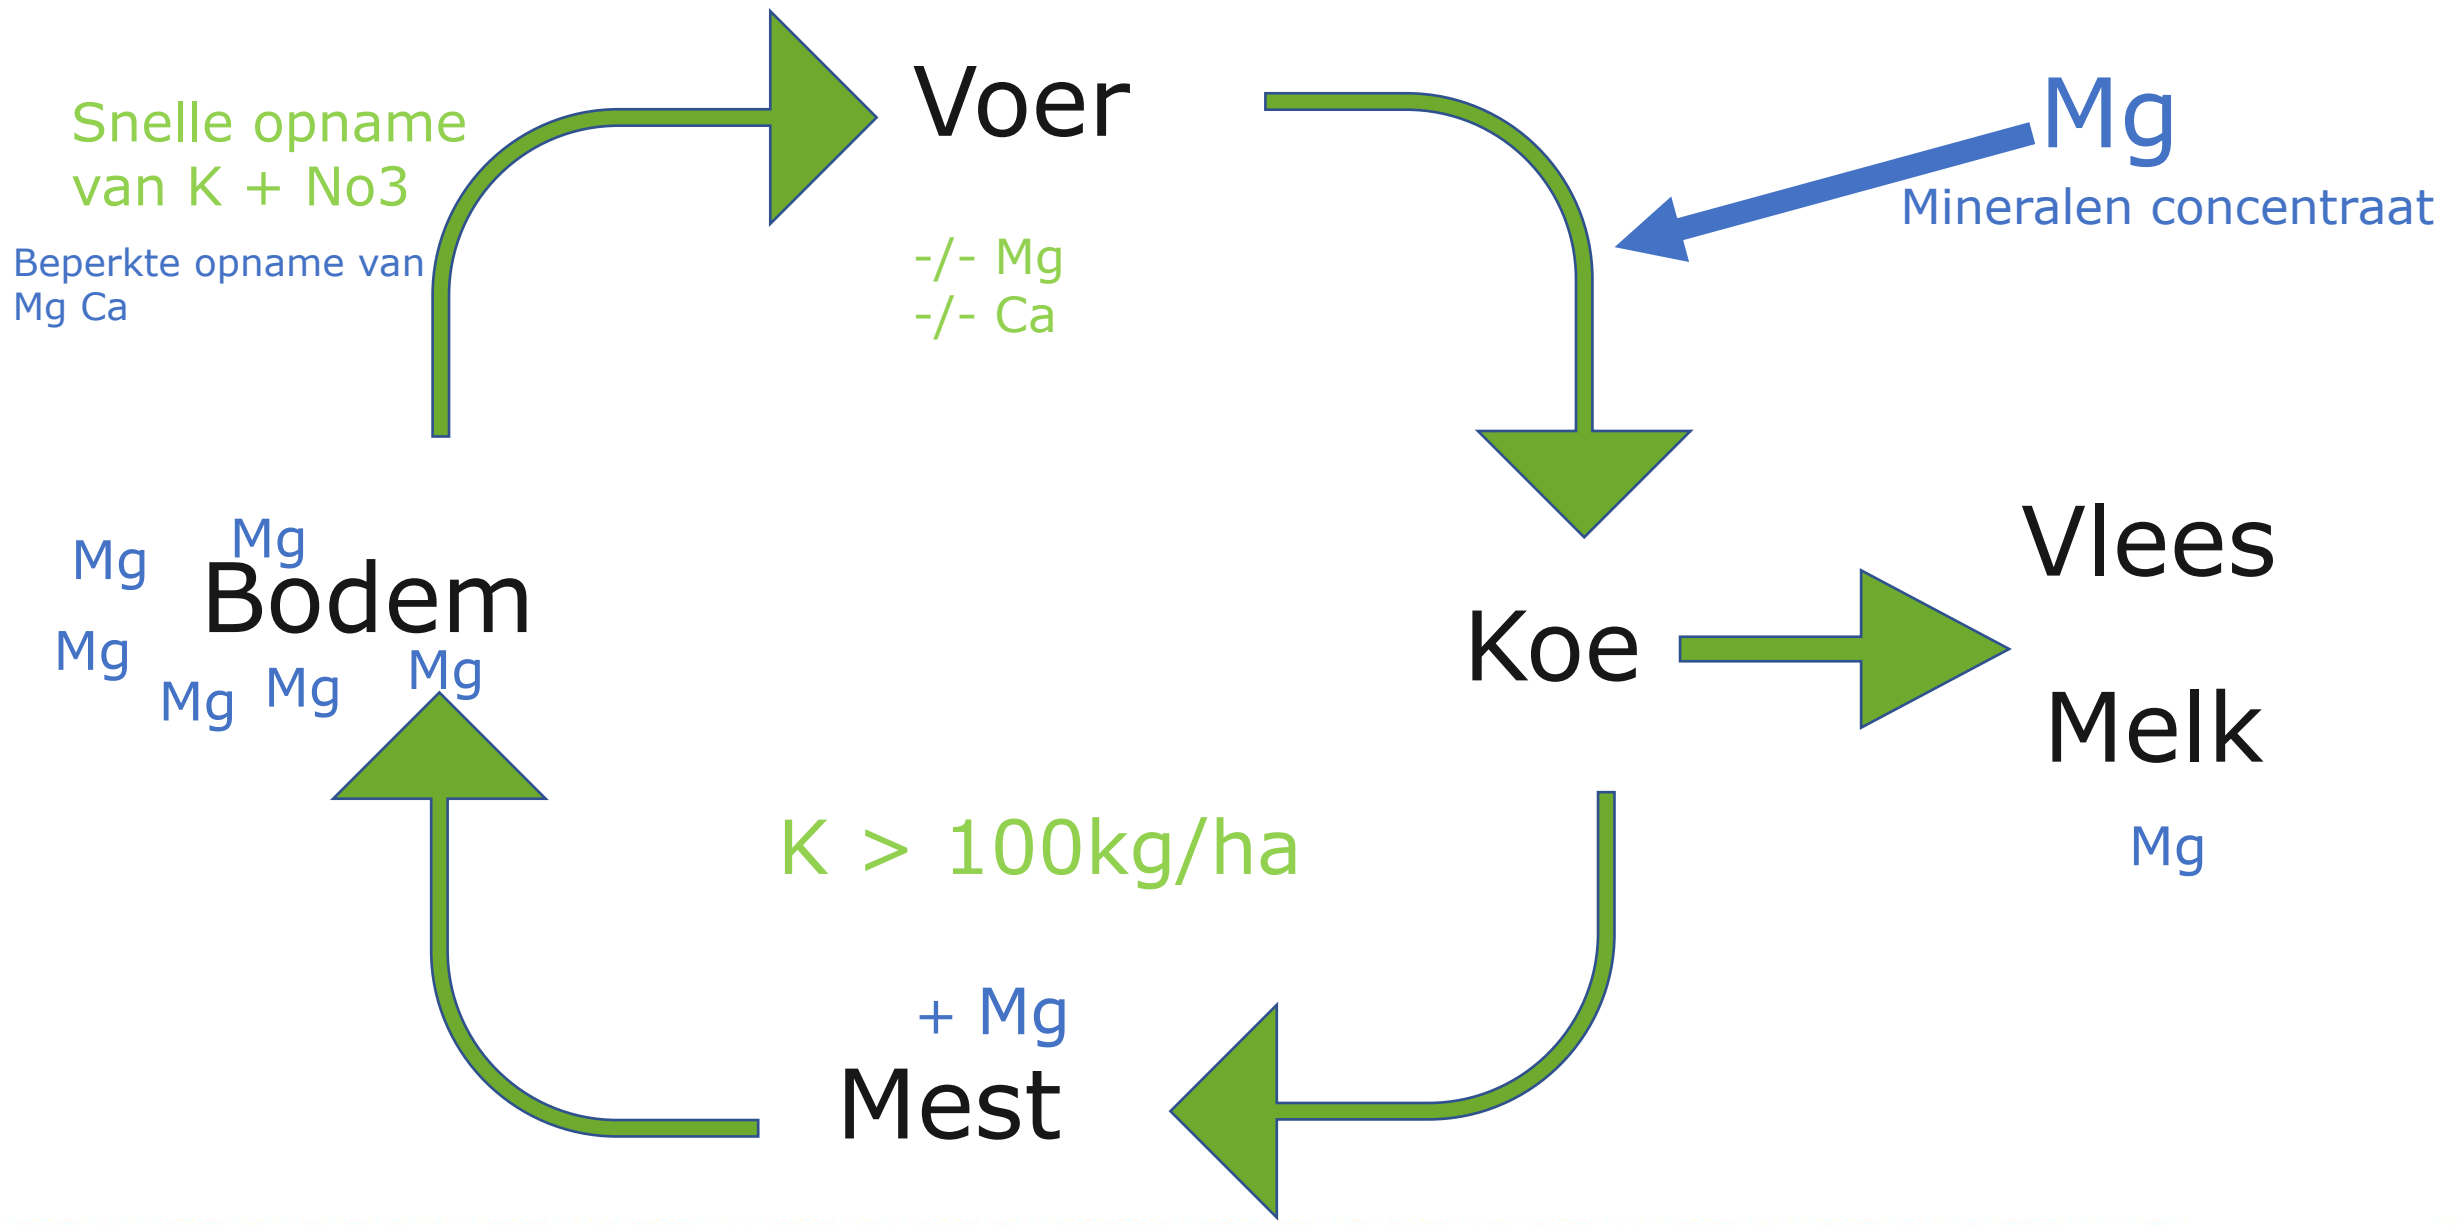 Voer
Mg
Mineralen concentraat
Snelle opname
van K + No3
Beperkte opname van
Mg Ca
-/- Mg
-/- Ca
Mg
Mg
Bodem
Mg
Mg
Mg
Mg
Koe
Vlees
Melk
Mg
K > 100kg/ha
+ Mg
Mest